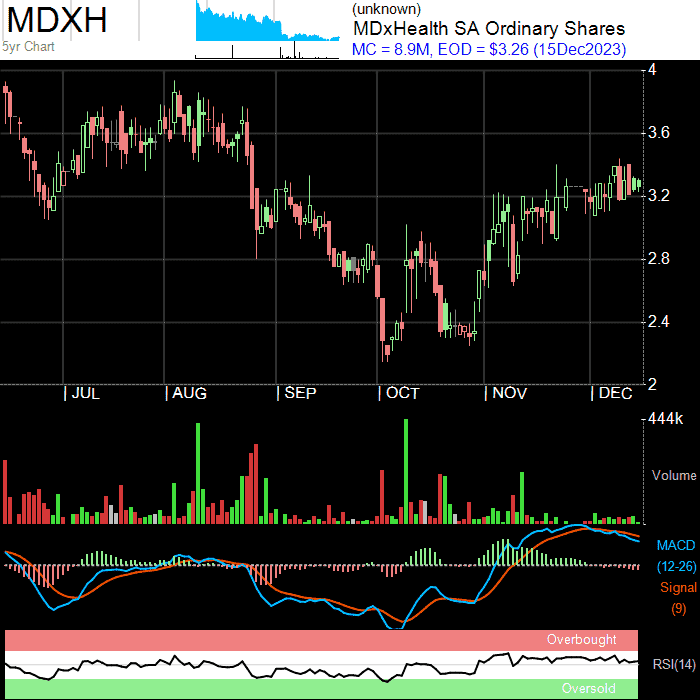 MDXH
5yr Chart
(unknown)
MDxHealth SA Ordinary Shares
MC = 8.9M, EOD = $3.26 (15Dec2023)
4
3.6
3.2
2.8
2.4
2
JUL
AUG
SEP
OCT
NOV
DEC
444k
Volume
MACD
(12-26)
Signal
(9)
Overbought
RSI(14)
Oversold